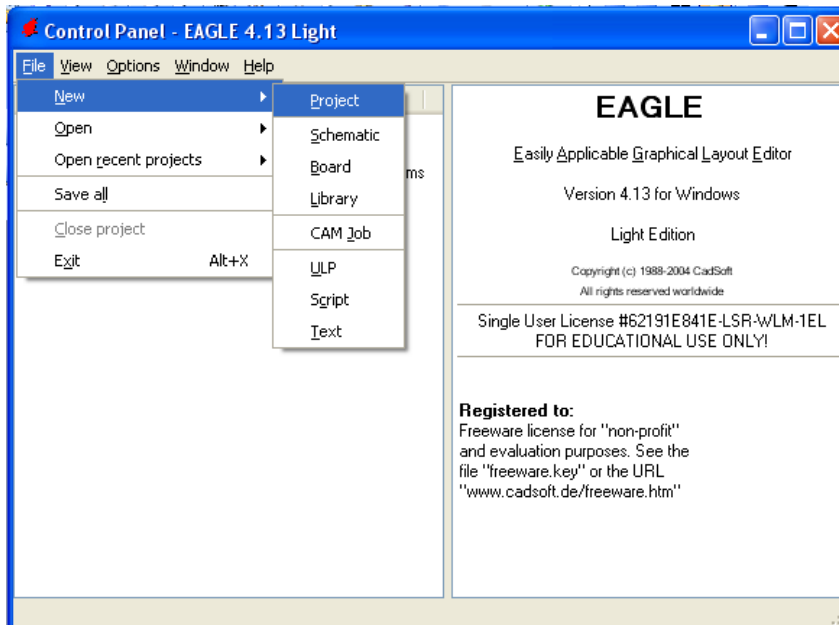 Control Panel - EAGLE 4.13 Light
File View Options Window Help
New
Open
Open recent projects
Save all
Close project
Exit Alt+X
Project
Schematic
Board
Library
CAM Job
ULP
Script
Text
ms
EAGLE
Easily Applicable Graphical Layout Editor
Version 4.13 for Windows
Light Edition
Copyright (c) 1988-2004 CadSoft
All rights reserved worldwide
Single User License #62191E841E-LSR-WLM-1EL
FOR EDUCATIONAL USE ONLY!
Registered to:
Freeware license for "non-profit"
and evaluation purposes. See the
file "freeware.key" or the URL
"www.cadsoft.de/freeware.htm"